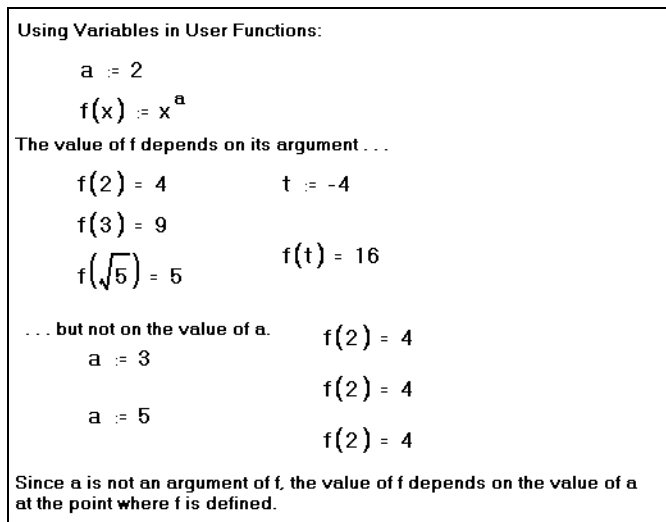 Using Variables in User Functions:
a := 2
f(x) := x^a
The value of f depends on its argument . . .
f(2) = 4
t := -4
f(3) = 9
f(t) = 16
f(√5) = 5
. . . but not on the value of a.
f(2) = 4
a := 3
f(2) = 4
a := 5
f(2) = 4
Since a is not an argument of f, the value of f depends on the value of a
at the point where f is defined.